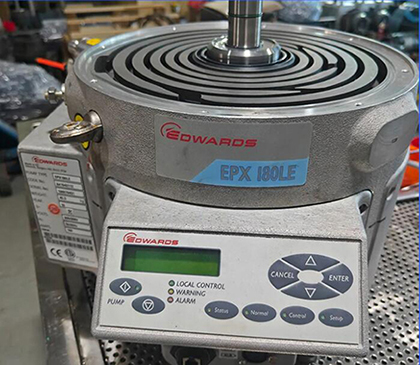 EDWARDS
EPX 180LE
EDWARDS
EDWARDS
LOCAL CONTROL
WARNING
ALARM
PUMP
CANCEL
ENTER
Status
Normal
Control
Setup